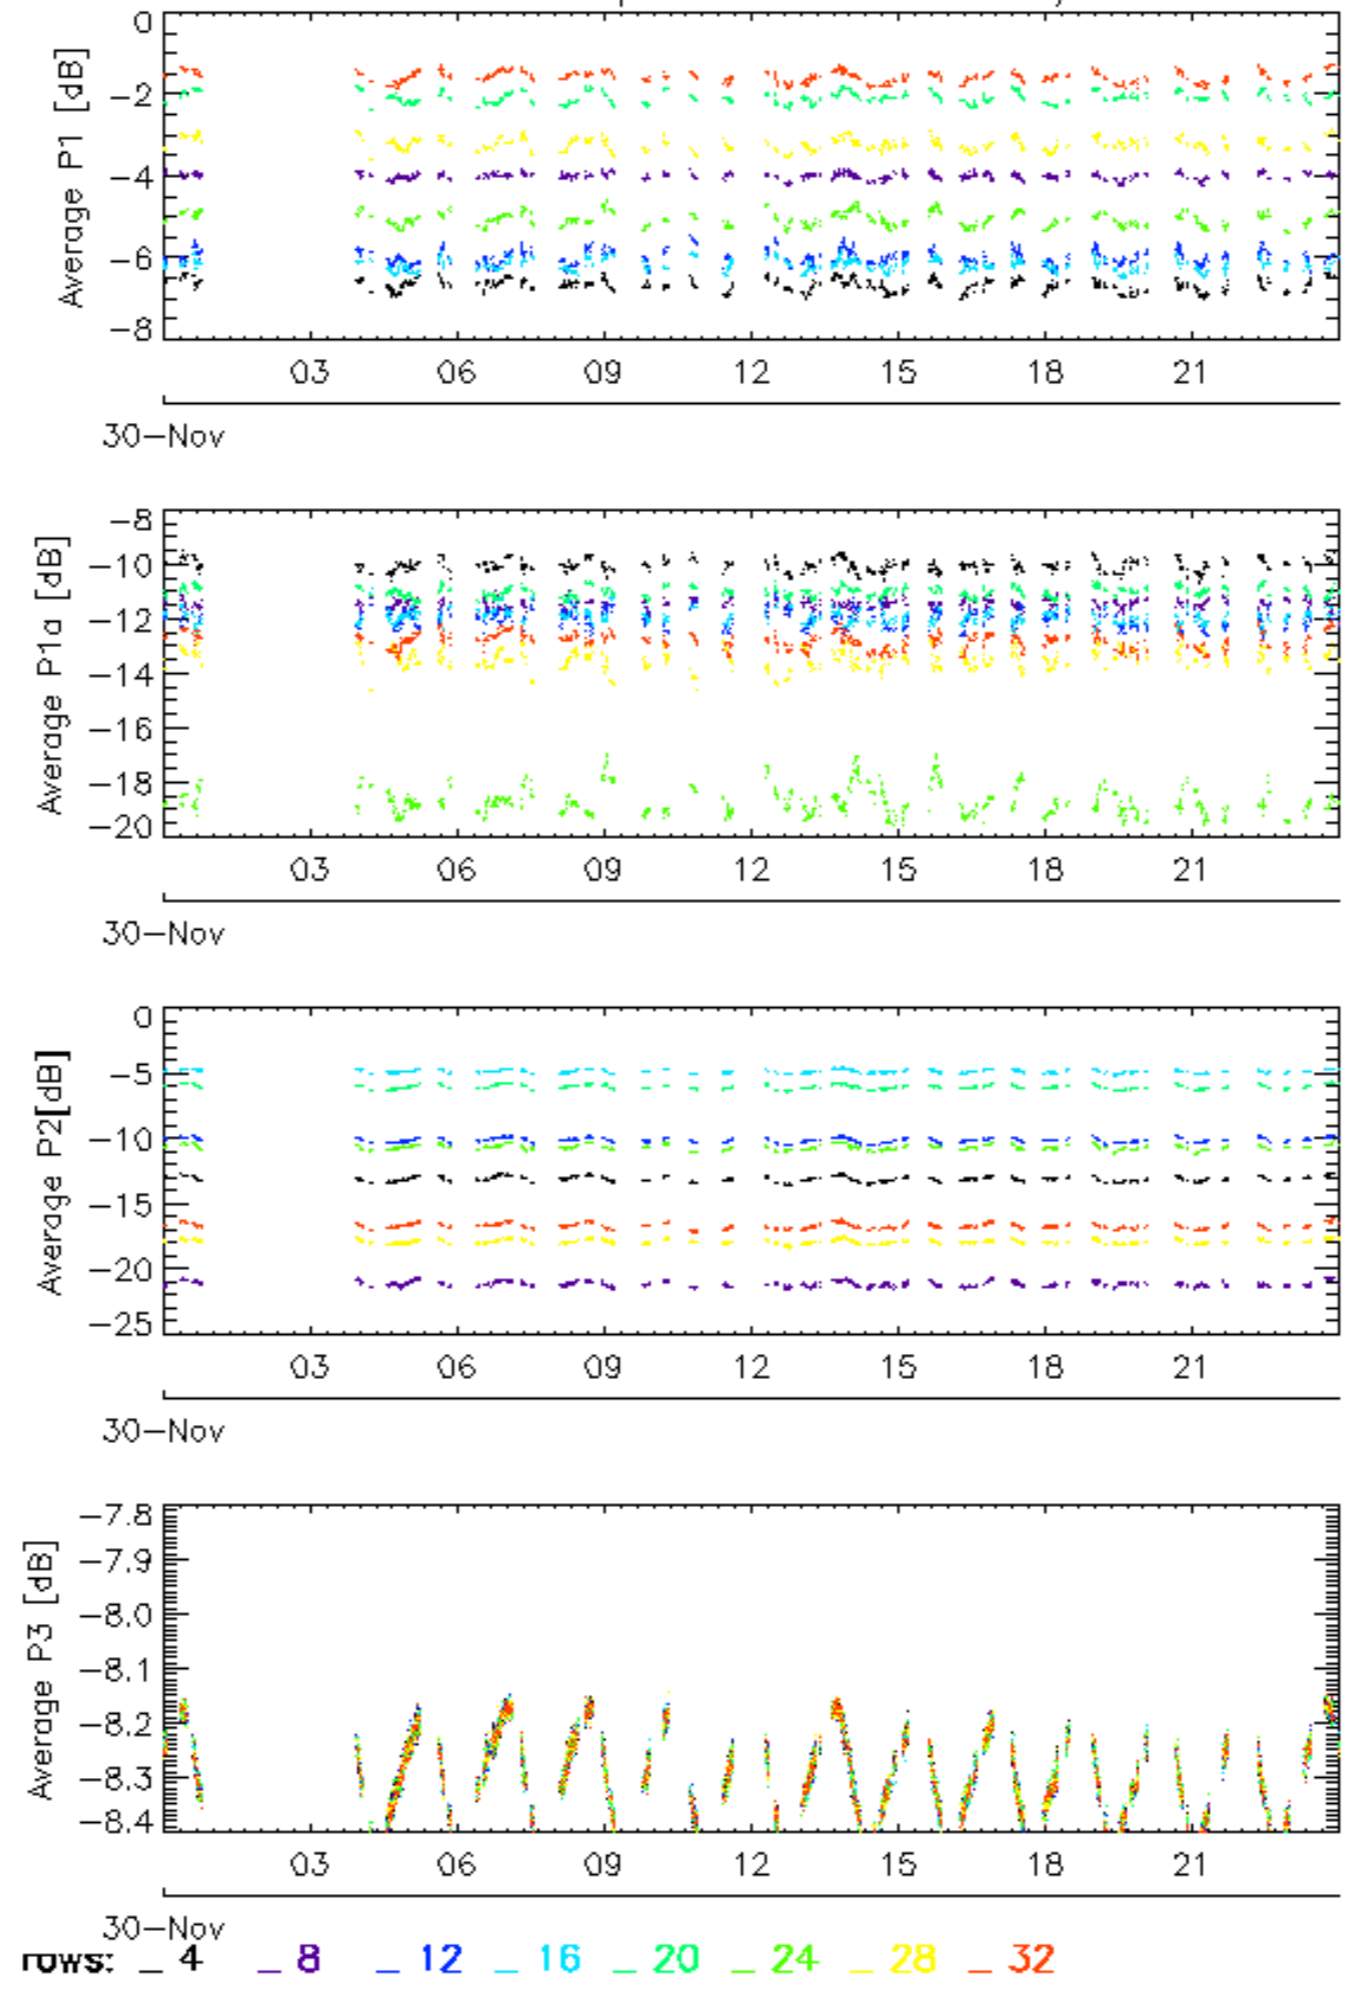 0
-2
-4
-6
-8
Average P1 [dB]
03 06 09 12 15 18 21
30-Nov
-8
-10
-12
-14
-16
-18
-20
Average P1a [dB]
03 06 09 12 15 18 21
30-Nov
0
-5
-10
-15
-20
-25
Average P2[dB]
03 06 09 12 15 18 21
30-Nov
-7.8
-7.9
-8.0
-8.1
-8.2
-8.3
-8.4
Average P3 [dB]
03 06 09 12 15 18 21
30-Nov
rows: _ 4 _ 8 _ 12 _ 16 _ 20 _ 24 _ 28 _ 32